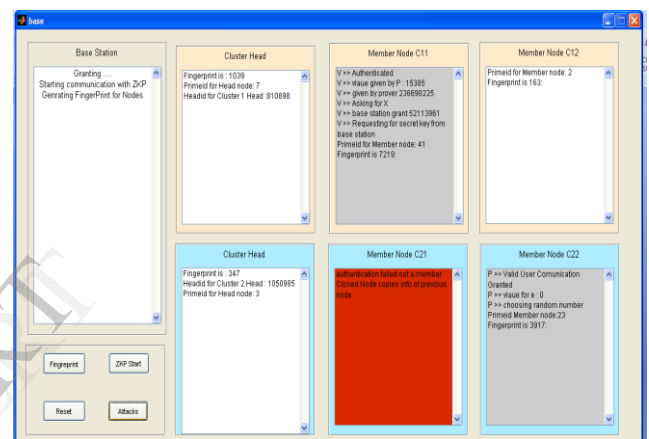 base
Base Station
Granting ....
Starting communication with ZKP
Genrating FingerPrint for Nodes
Cluster Head
Fingerprint is : 1039
Primeid for Head node: 7
Headid for Cluster 1 Head :810898
Member Node C11
V >> Authenticated
V >> vlaue given by P : 15385
V >> given by prover 236698225
V >> Asking for X
V >> base station grant 52113961
V >> Requesting for secret key from
base station
Primeid for Member node: 41
Fingerprint is 7219:
Member Node C12
Primeid for Member node: 2
Fingerprint is 163:
Cluster Head
Fingerprint is : 347
Headid for Cluster 2 Head : 1050985
Primeid for Head node: 3
Member Node C21
authardication failed not a member
Cloned Node copies info of previous
node
Member Node C22
P >> Valid User Comunication
Granted
P >> vlaue for e : 0
P >> choosing random number
Primeid Member node:23
Fingerprint is 3917:
Fingreprint
ZKP Start
Reset
Attacks
RT